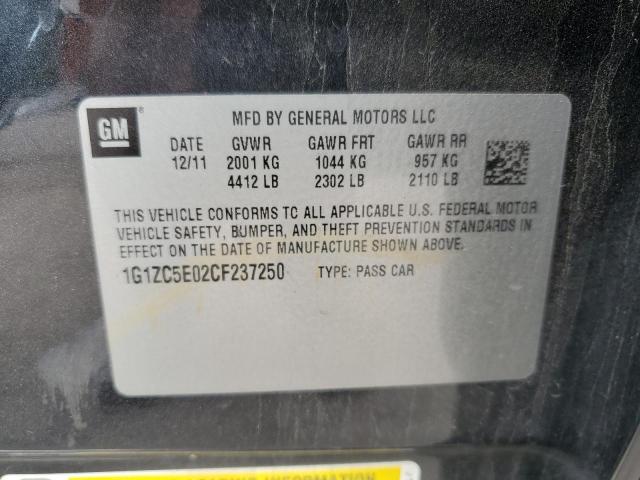 GM
MFD BY GENERAL MOTORS LLC
DATE GVWR GAWR FRT GAWR RR
12/11 2001 KG 1044 KG 957 KG
4412 LB 2302 LB 2110 LB
THIS VEHICLE CONFORMS TO ALL APPLICABLE U.S. FEDERAL MOTOR
VEHICLE SAFETY, BUMPER, AND THEFT PREVENTION STANDARDS IN
EFFECT ON THE DATE OF MANUFACTURE SHOWN ABOVE.
1G1ZC5E02CF237250 TYPE: PASS CAR
LOADING INFORMATION